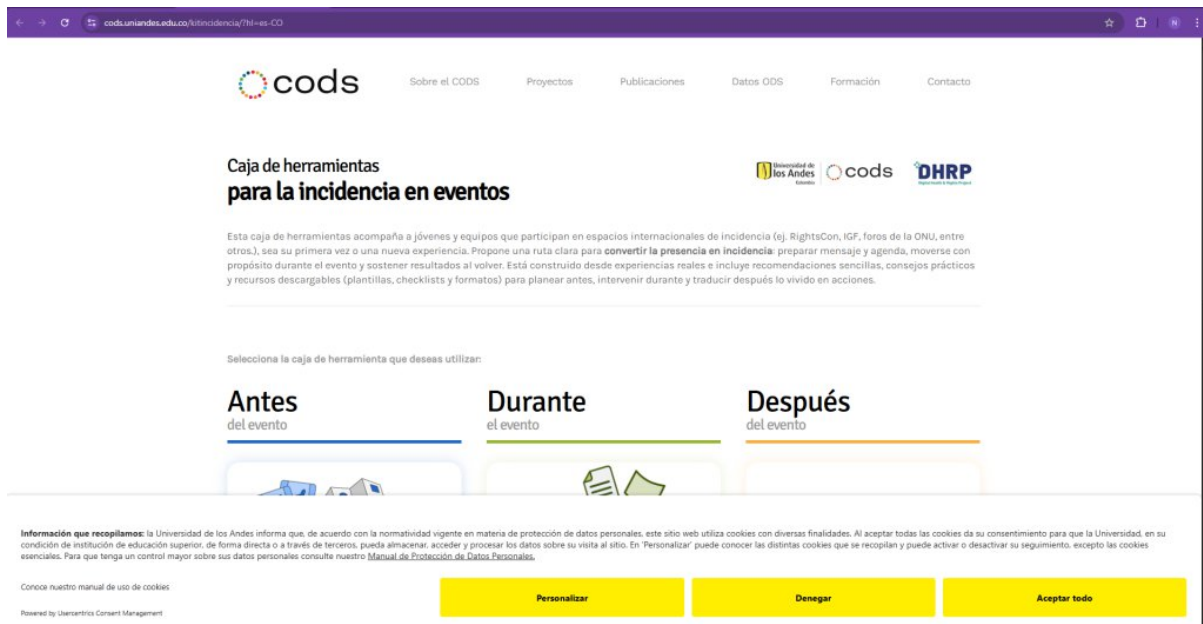 cods.uniandes.edu.co/kitincidencia/?hl=es-CO
N
cods
Sobre el CODS
Proyectos
Publicaciones
Datos ODS
Formación
Contacto
Caja de herramientas
para la incidencia en eventos
Universidad de
los Andes
Colombia
cods
DHRP
Esta caja de herramientas acompaña a jóvenes y equipos que participan en espacios internacionales de incidencia (ej. RightsCon, IGF, foros de la ONU, entre
otros.), sea su primera vez o una nueva experiencia. Propone una ruta clara para convertir la presencia en incidencia: preparar mensaje y agenda, moverse con
propósito durante el evento y sostener resultados al volver. Está construido desde experiencias reales e incluye recomendaciones sencillas, consejos prácticos
y recursos descargables (plantillas, checklists y formatos) para planear antes, intervenir durante y traducir después lo vivido en acciones.
Selecciona la caja de herramienta que deseas utilizar:
Antes
del evento
Durante
el evento
Después
del evento
Información que recopilamos: la Universidad de los Andes informa que, de acuerdo con la normatividad vigente en materia de protección de datos personales, este sitio web utiliza cookies con diversas finalidades. Al aceptar todas las cookies da su consentimiento para que la Universidad, en su
condición de institución de educación superior, de forma directa o a través de terceros, pueda almacenar, acceder y procesar los datos sobre su visita al sitio. En 'Personalizar' puede conocer las distintas cookies que se recopilan y puede activar o desactivar su seguimiento, excepto las cookies
esenciales. Para que tenga un control mayor sobre sus datos personales consulte nuestro Manual de Protección de Datos Personales.
Conoce nuestro manual de uso de cookies
Powered by Usercentrics Consent Management
Personalizar
Denegar
Aceptar todo